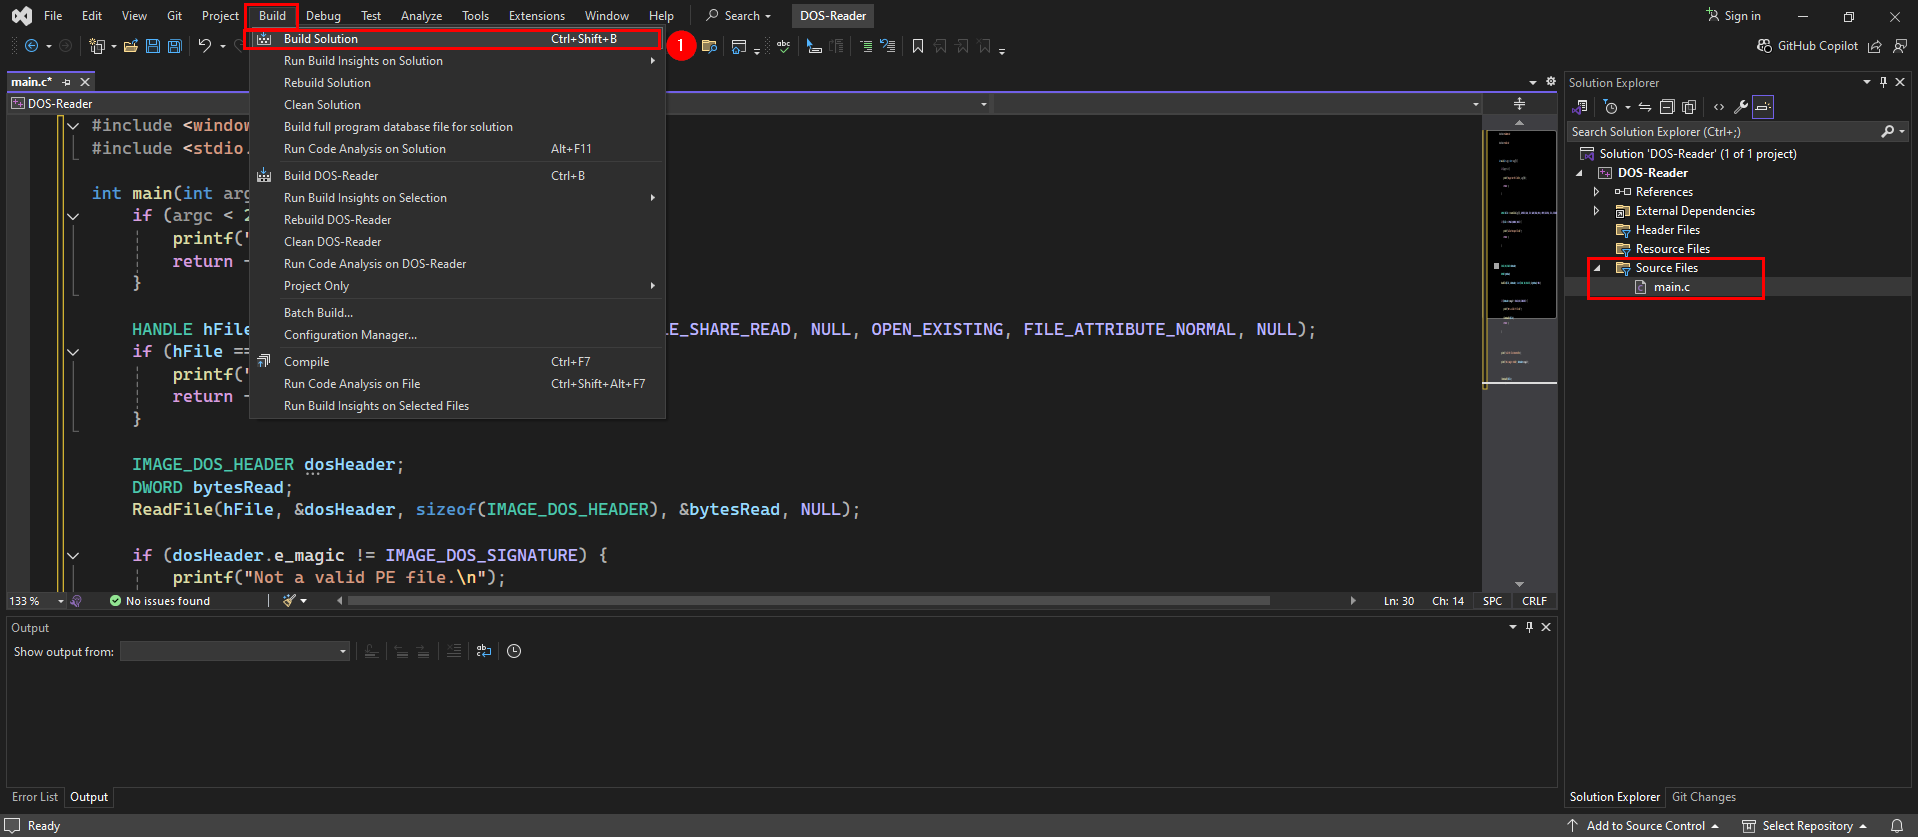 File Edit View Git Project Build Debug Test Analyze Tools Extensions Window Help Search DOS-Reader Sign in
GitHub Copilot
main.c*
DOS-Reader
Build Solution Ctrl+Shift+B
1
Run Build Insights on Solution
Rebuild Solution
Clean Solution
Build full program database file for solution
Run Code Analysis on Solution Alt+F11
Build DOS-Reader Ctrl+B
Run Build Insights on Selection
Rebuild DOS-Reader
Clean DOS-Reader
Run Code Analysis on DOS-Reader
Project Only
Batch Build...
Configuration Manager...
Compile Ctrl+F7
Run Code Analysis on File Ctrl+Shift+Alt+F7
Run Build Insights on Selected Files
#include <window
#include <stdio.
int main(int arg
if (argc < 2
printf("
return -
}
HANDLE hFile E_SHARE_READ, NULL, OPEN_EXISTING, FILE_ATTRIBUTE_NORMAL, NULL);
if (hFile ==
printf("
return -
}
IMAGE_DOS_HEADER dosHeader;
DWORD bytesRead;
ReadFile(hFile, &dosHeader, sizeof(IMAGE_DOS_HEADER), &bytesRead, NULL);
if (dosHeader.e_magic != IMAGE_DOS_SIGNATURE) {
printf("Not a valid PE file.\n");
133 % No issues found Ln: 30 Ch: 14 SPC CRLF
Output
Show output from:
Error List Output
Solution Explorer
Search Solution Explorer (Ctrl+;)
Solution 'DOS-Reader' (1 of 1 project)
DOS-Reader
References
External Dependencies
Header Files
Resource Files
Source Files
main.c
Solution Explorer Git Changes
Ready Add to Source Control Select Repository